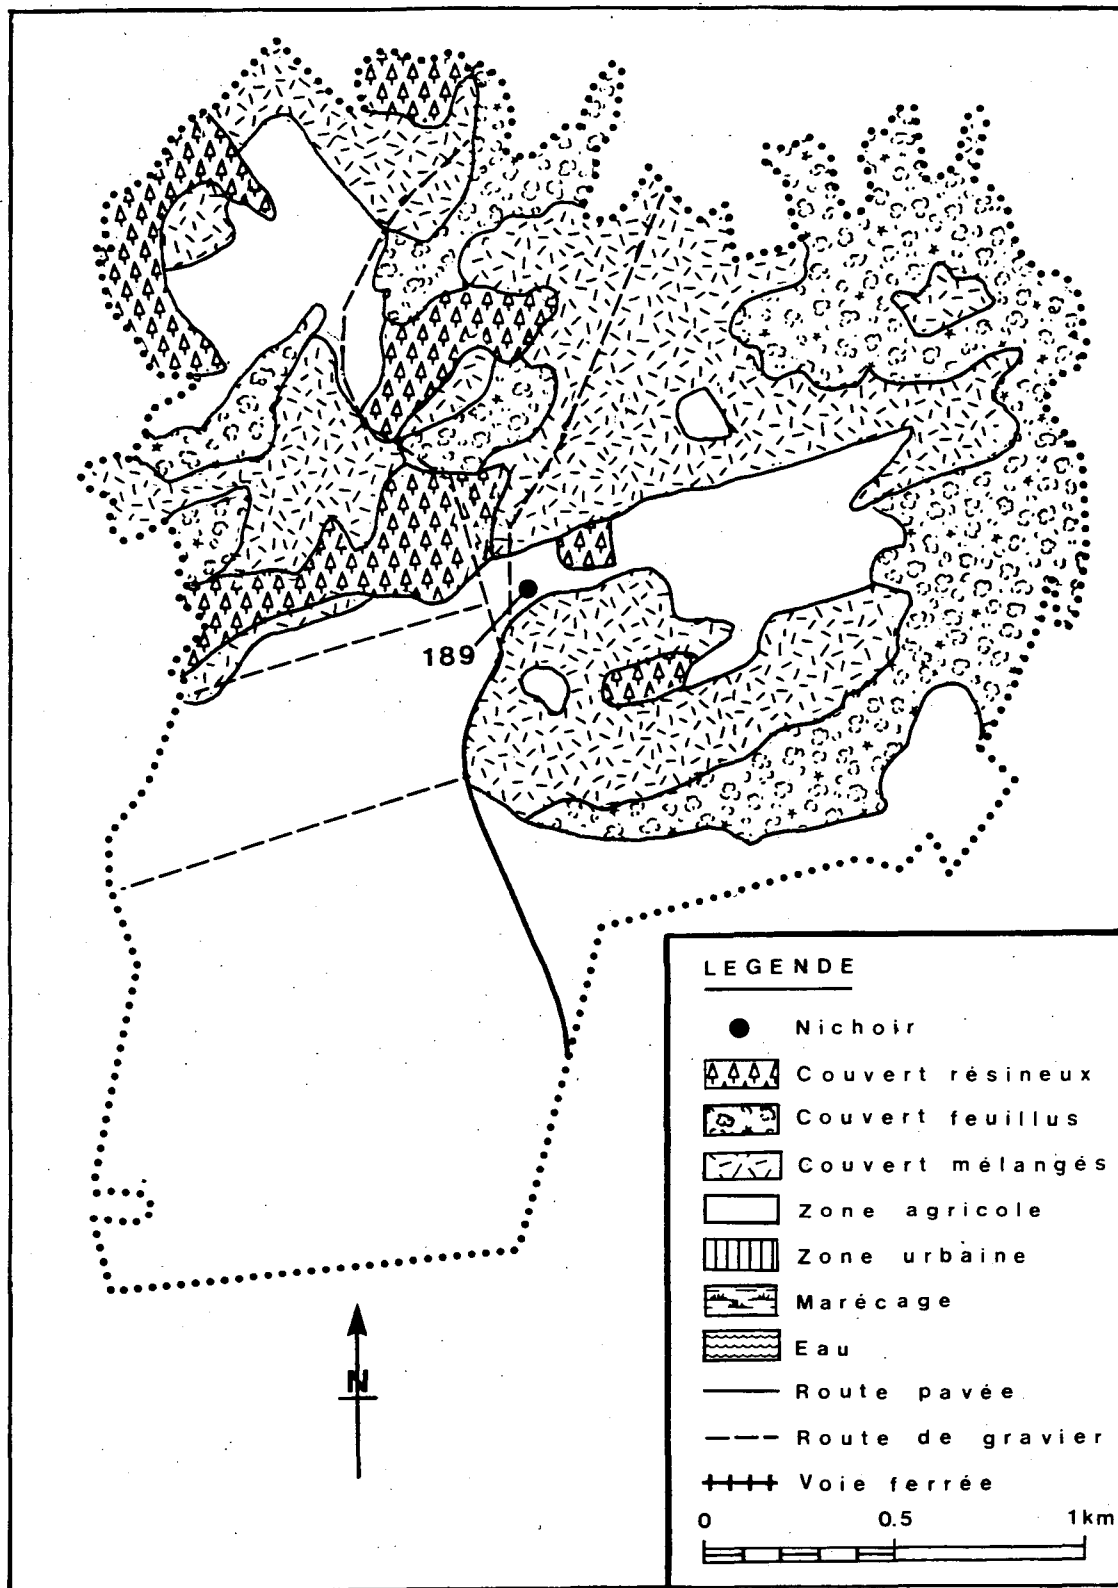 189
N
LEGENDE
Nichoir
Couvert résineux
Couvert feuillus
Couvert mélangés
Zone agricole
Zone urbaine
Marécage
Eau
Route pavée
Route de gravier
Voie ferrée
0 0.5 1km